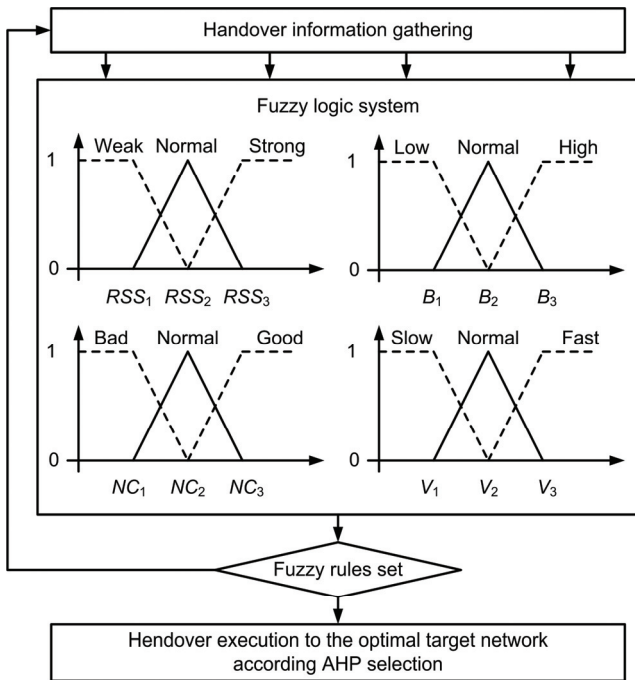 Handover information gathering
Fuzzy logic system
Weak Normal Strong
1
0
RSS₁ RSS₂ RSS₃
Low Normal High
1
0
B₁ B₂ B₃
Bad Normal Good
1
0
NC₁ NC₂ NC₃
Slow Normal Fast
1
0
V₁ V₂ V₃
Fuzzy rules set
Hendover execution to the optimal target network
according AHP selection